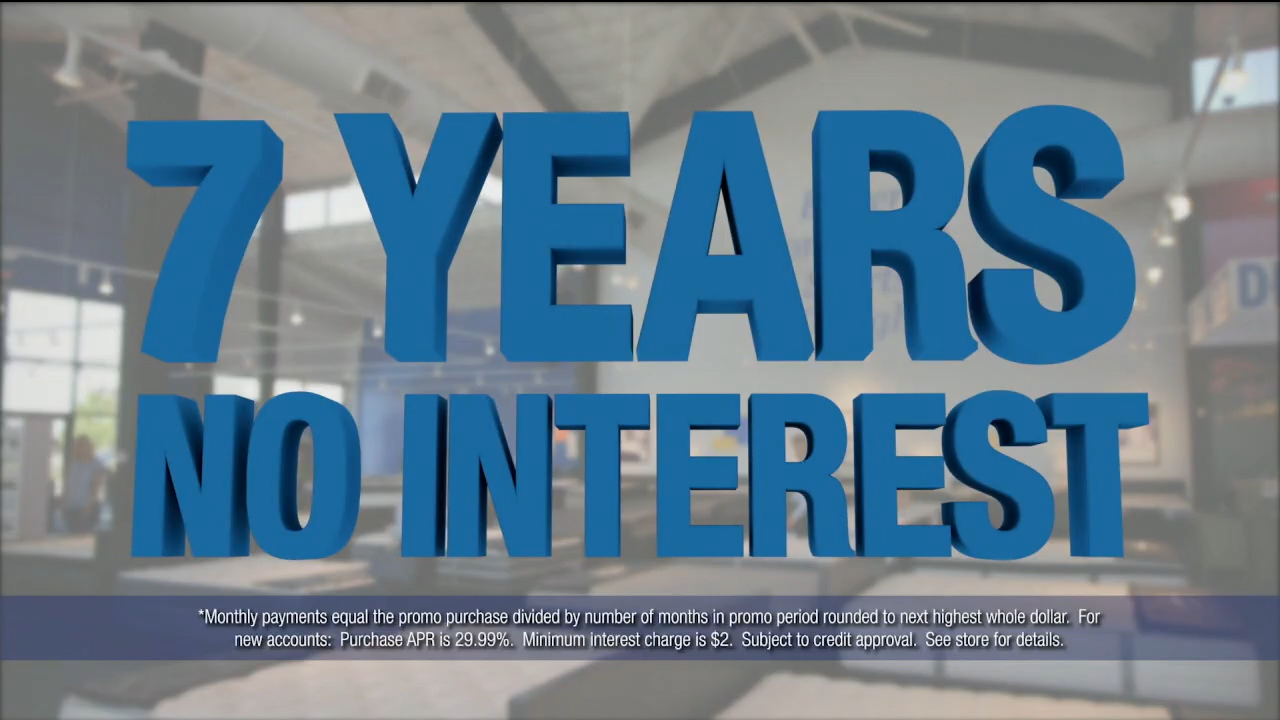 7 YEARS
NO INTEREST
*Monthly payments equal the promo purchase divided by number of months in promo period rounded to next highest whole dollar.  For
new accounts:  Purchase APR is 29.99%.  Minimum interest charge is $2.  Subject to credit approval.  See store for details.